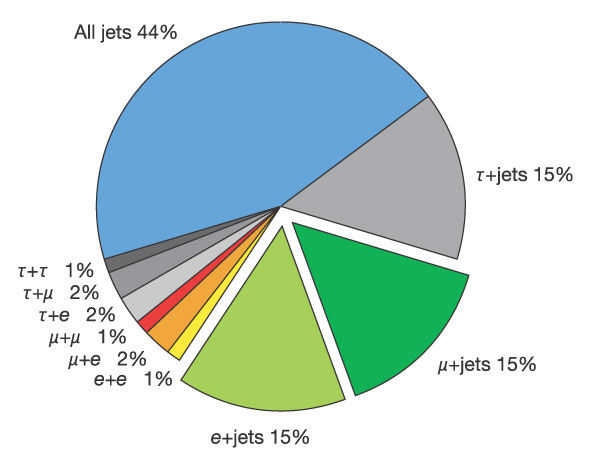 All jets 44%
τ+jets 15%
τ+τ 1%
τ+μ 2%
τ+e 2%
μ+μ 1%
μ+e 2%
e+e 1%
μ+jets 15%
e+jets 15%